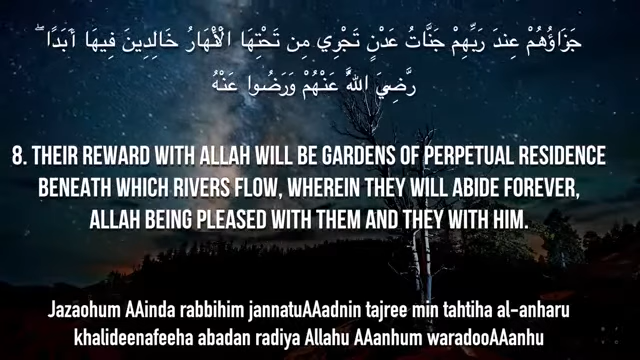 جَزَاؤُهُمْ عِندَ رَبِّهِمْ جَنَّاتُ عَدْنٍ تَجْرِي مِن تَحْتِهَا الْأَنْهَارُ خَالِدِينَ فِيهَا أَبَدًا ۖ
رَّضِيَ اللَّهُ عَنْهُمْ وَرَضُوا عَنْهُ
8. THEIR REWARD WITH ALLAH WILL BE GARDENS OF PERPETUAL RESIDENCE
BENEATH WHICH RIVERS FLOW, WHEREIN THEY WILL ABIDE FOREVER,
ALLAH BEING PLEASED WITH THEM AND THEY WITH HIM.
Jazaohum AAinda rabbihim jannatuAAadnin tajree min tahtiha al-anharu
khalideenafeeha abadan radiya Allahu AAanhum waradooAAanhu